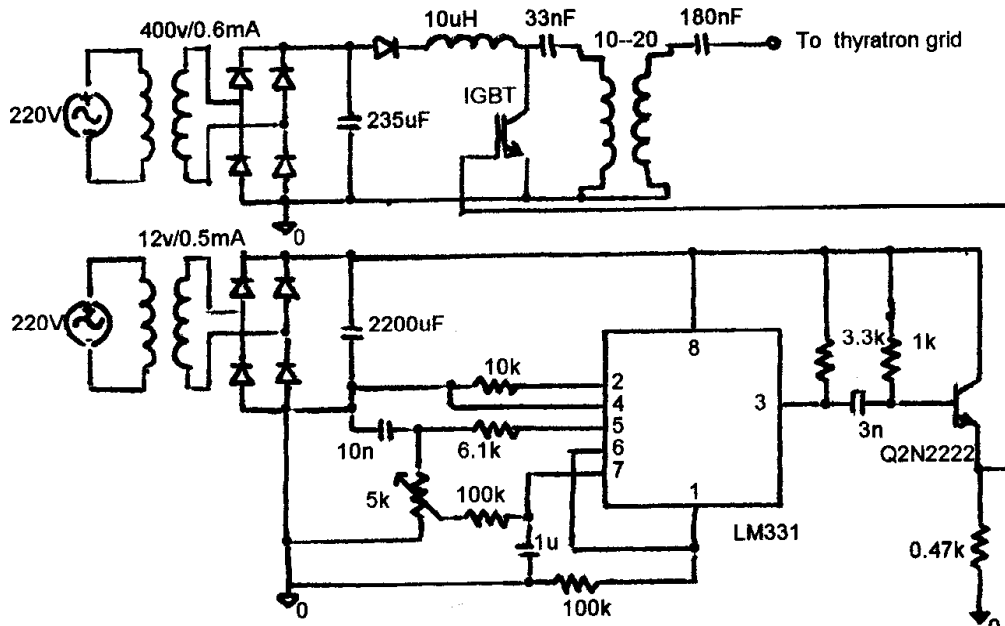 400v/0.6mA
10uH
33nF
10--20
180nF
To thyratron grid
220V
235uF
IGBT
0
12v/0.5mA
220V
2200uF
10k
2
4
5
6
7
8
3
1
LM331
3.3k
1k
3n
Q2N2222
10n
6.1k
5k
100k
1u
100k
0.47k
0
0